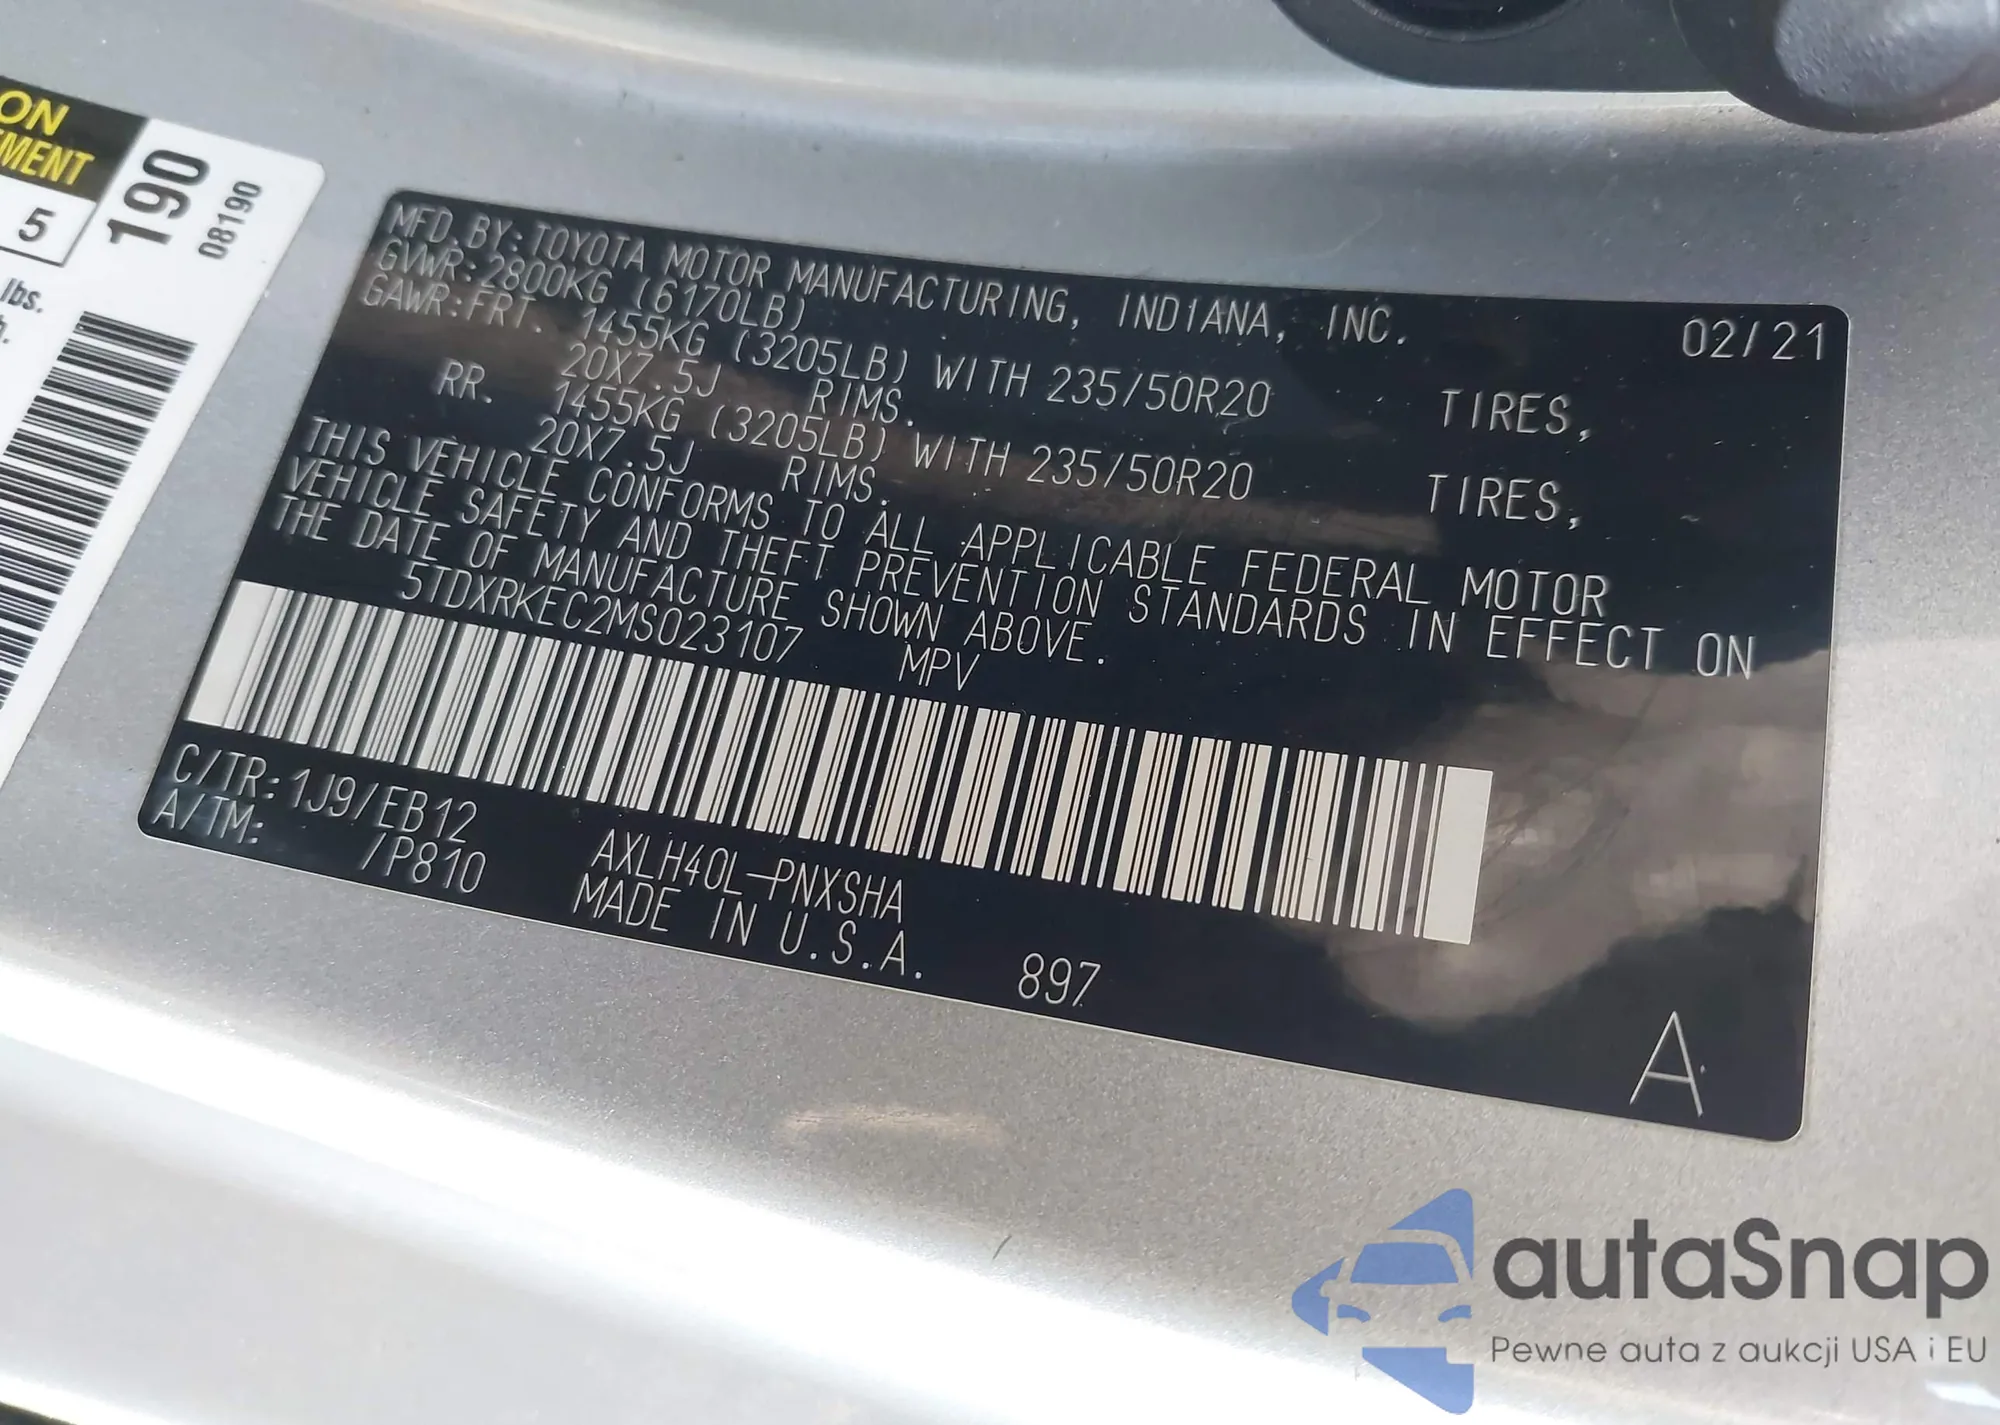 ON
MENT
5
190
08190
lbs.
MFD. BY: TOYOTA MOTOR MANUFACTURING, INDIANA, INC. 02/21
GVWR: 2800KG (6170LB)
GAWR: FRT. 1455KG (3205LB) WITH 235/50R20 TIRES,
20X7.5J RIMS.
RR. 1455KG (3205LB) WITH 235/50R20 TIRES,
20X7.5J RIMS.
THIS VEHICLE CONFORMS TO ALL APPLICABLE FEDERAL MOTOR
VEHICLE SAFETY AND THEFT PREVENTION STANDARDS IN EFFECT ON
THE DATE OF MANUFACTURE SHOWN ABOVE.
5TDXRKEC2MS023107 MPV
C/TR: 1J9/EB12 AXLH40L-PNXSHA
A/TM: /P810 MADE IN U.S.A. 897
A
autaSnap
Pewne auta z aukcji USA i EU